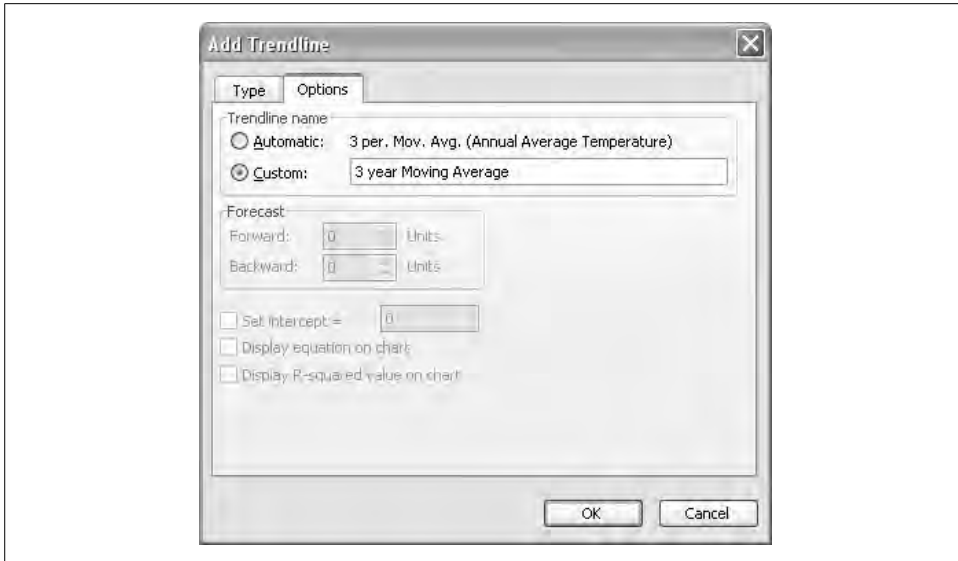 Add Trendline
Type Options
Trendline name
Automatic: 3 per. Mov. Avg. (Annual Average Temperature)
Custom: 3 year Moving Average
Forecast
Forward: 0 Units
Backward: 0 Units
Set intercept = 0
Display equation on chart
Display R-squared value on chart
OK Cancel